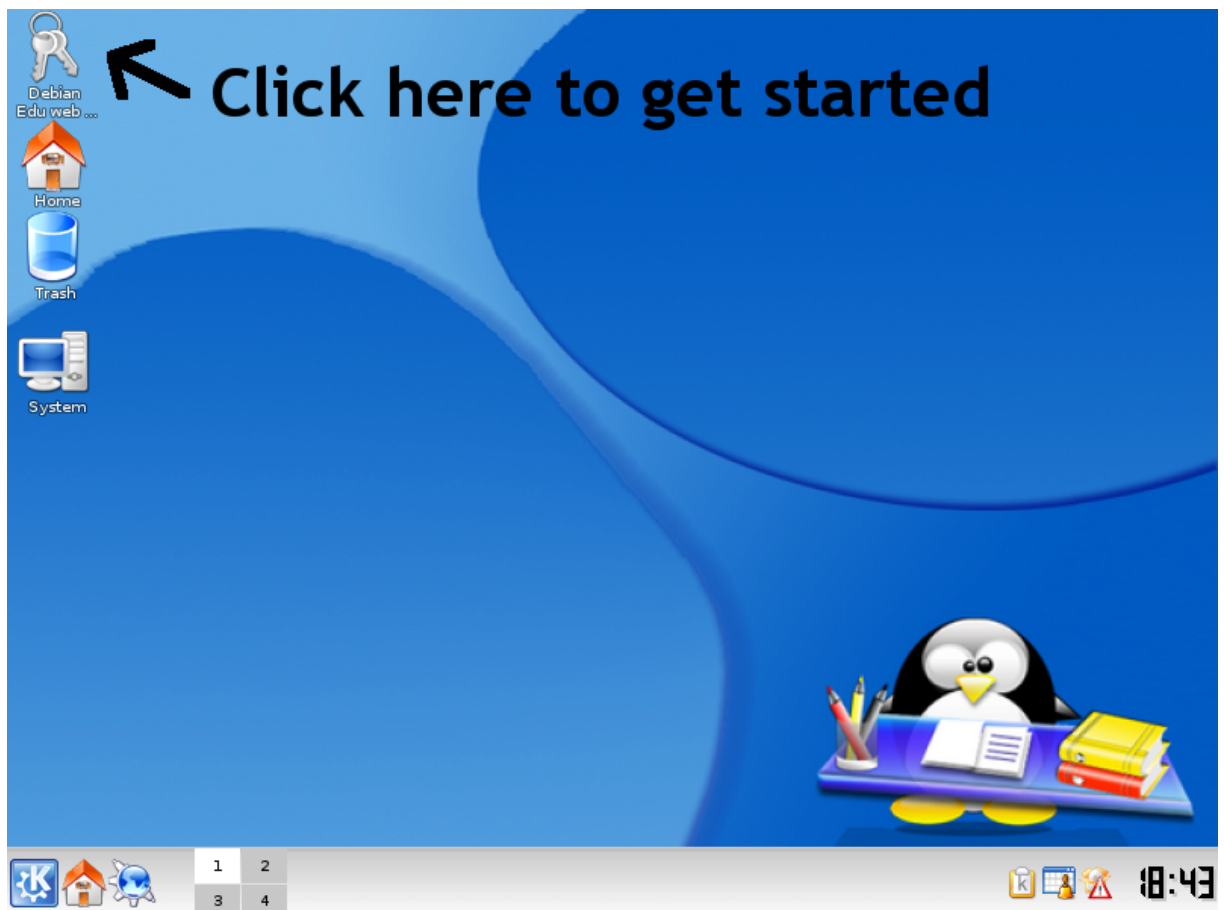 Debian
Edu web ...
Click here to get started
Home
Trash
System
K
1 2
3 4
k
18:43